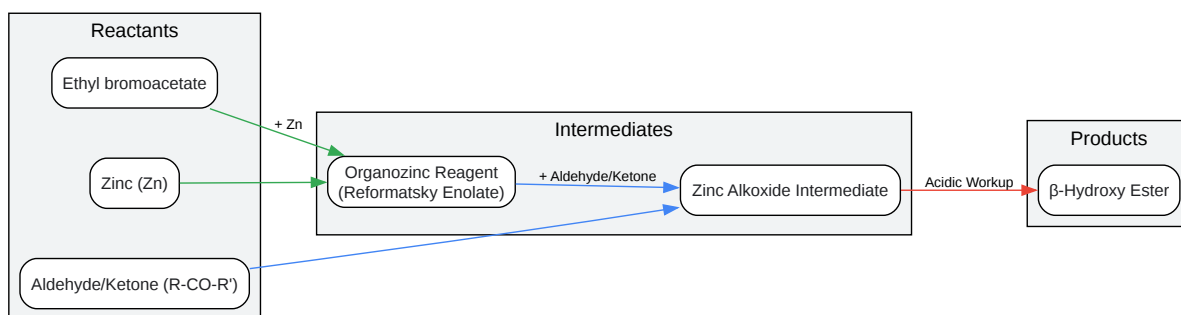 Reactants
Ethyl bromoacetate
+ Zn
Zinc (Zn)
Aldehyde/Ketone (R-CO-R')
Intermediates
Organozinc Reagent
(Reformatsky Enolate)
+ Aldehyde/Ketone
Zinc Alkoxide Intermediate
Acidic Workup
Products
β-Hydroxy Ester